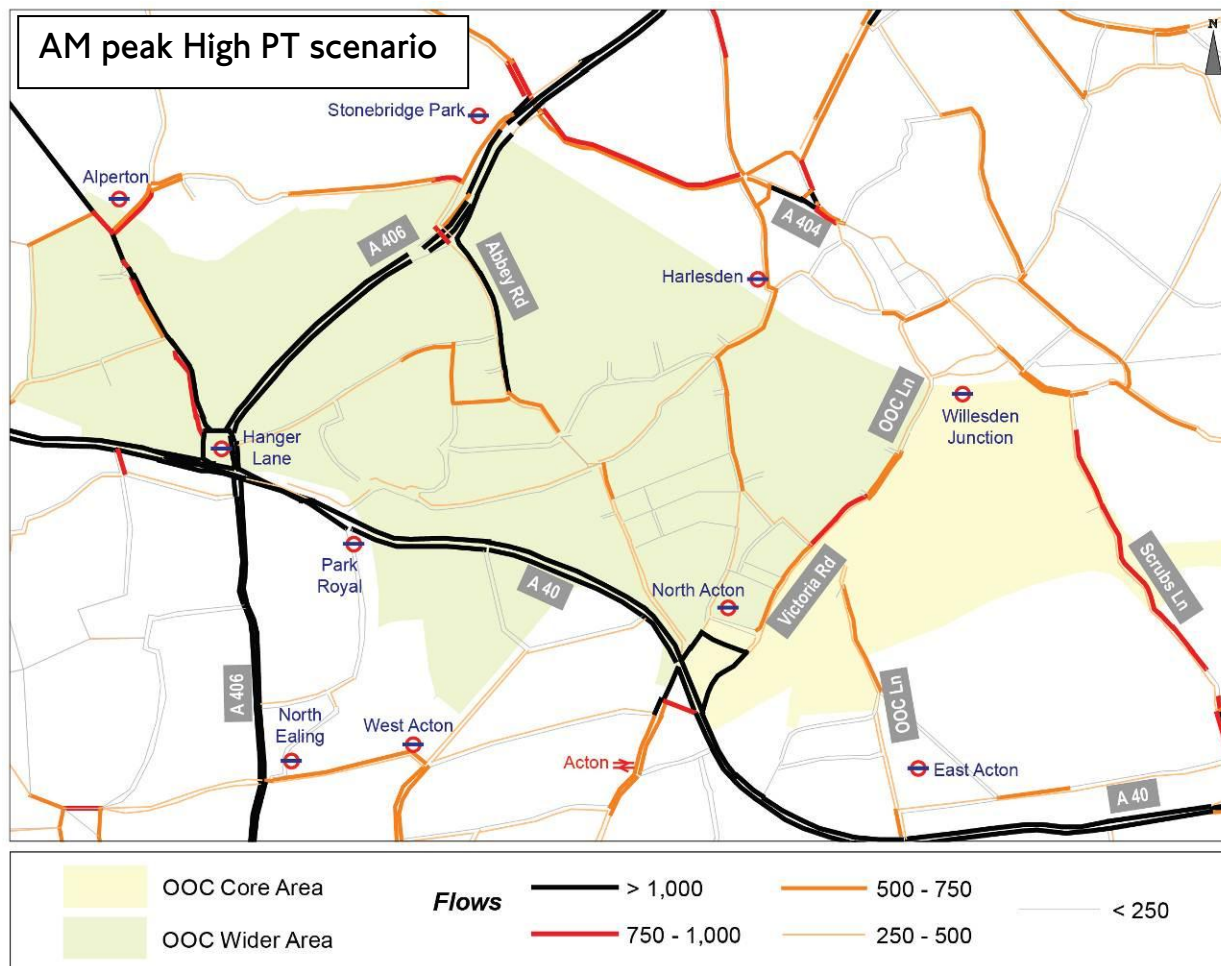 AM peak High PT scenario
N
Stonebridge Park
Alperton
A 406
Abbey Rd
A 404
Harlesden
OOC Ln
Willesden
Junction
Hanger
Lane
Park
Royal
A 40
North Acton
Victoria Rd
Scrubs Ln
A 406
North
Ealing
West Acton
OOC Ln
Acton
East Acton
A 40
OOC Core Area
OOC Wider Area
Flows
> 1,000
750 - 1,000
500 - 750
250 - 500
< 250